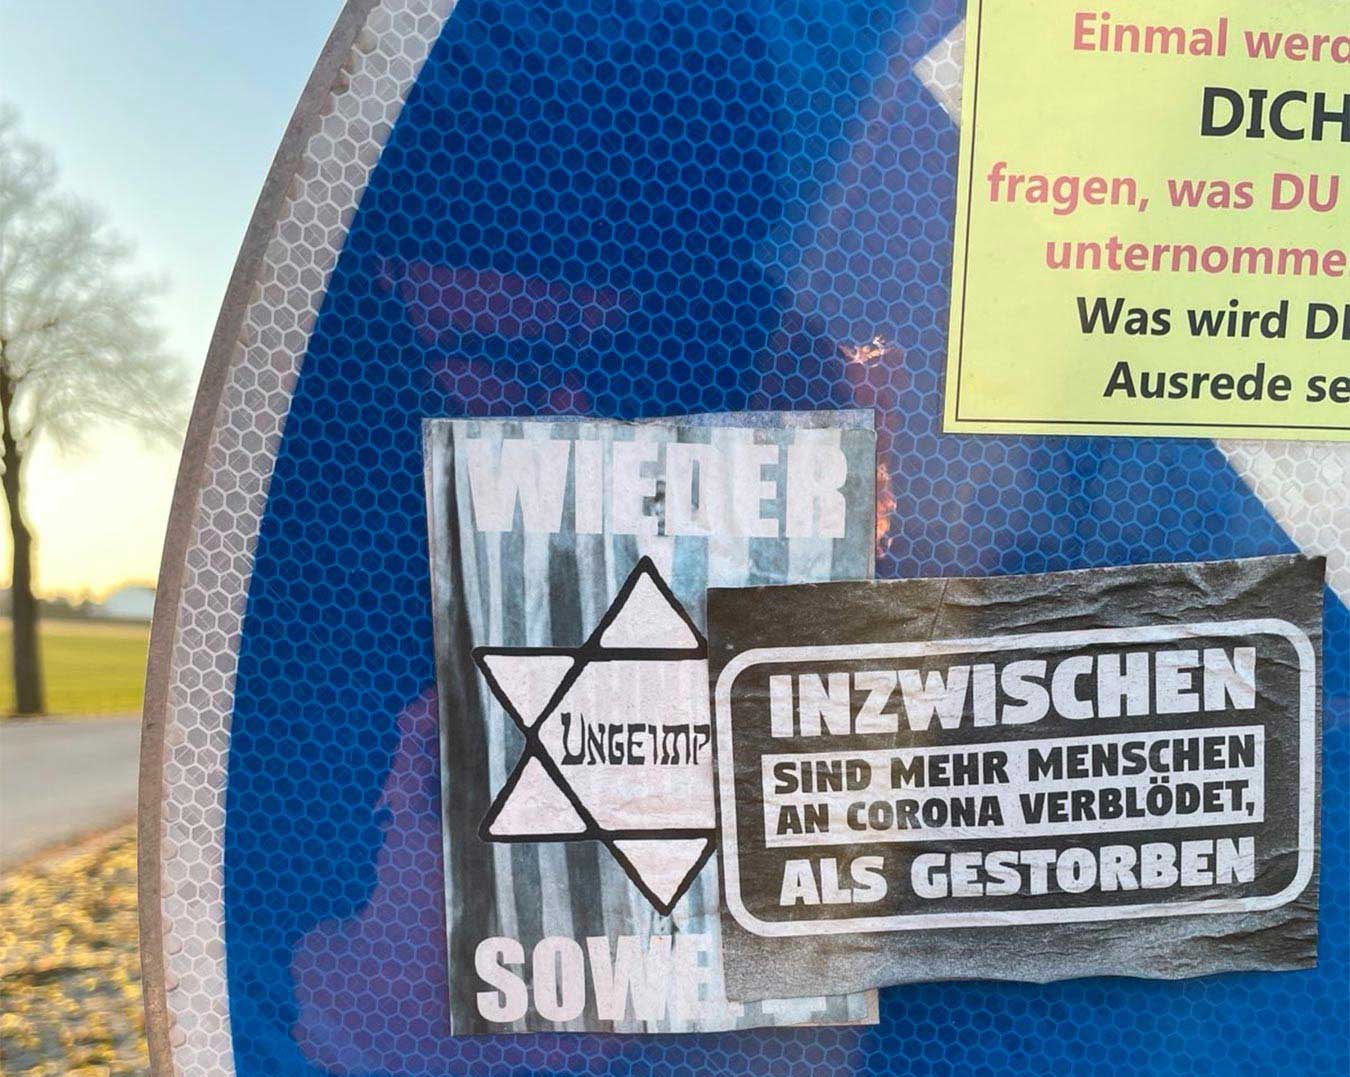 Einmal werd
DICH
fragen, was DU
unternomme
Was wird DI
Ausrede se
WIEDER
UNGEIMP
SOWE
INZWISCHEN
SIND MEHR MENSCHEN
AN CORONA VERBLÖDET,
ALS GESTORBEN